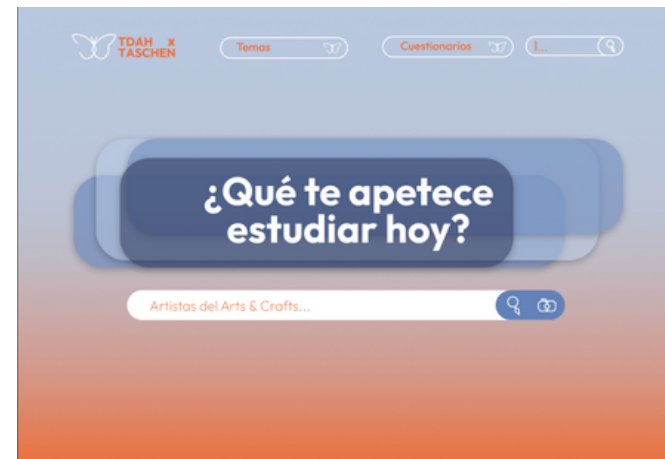 TDAH x
TASCHEN
Temas
Cuestionarios
I...
¿Qué te apetece
estudiar hoy?
Artistas del Arts & Crafts...